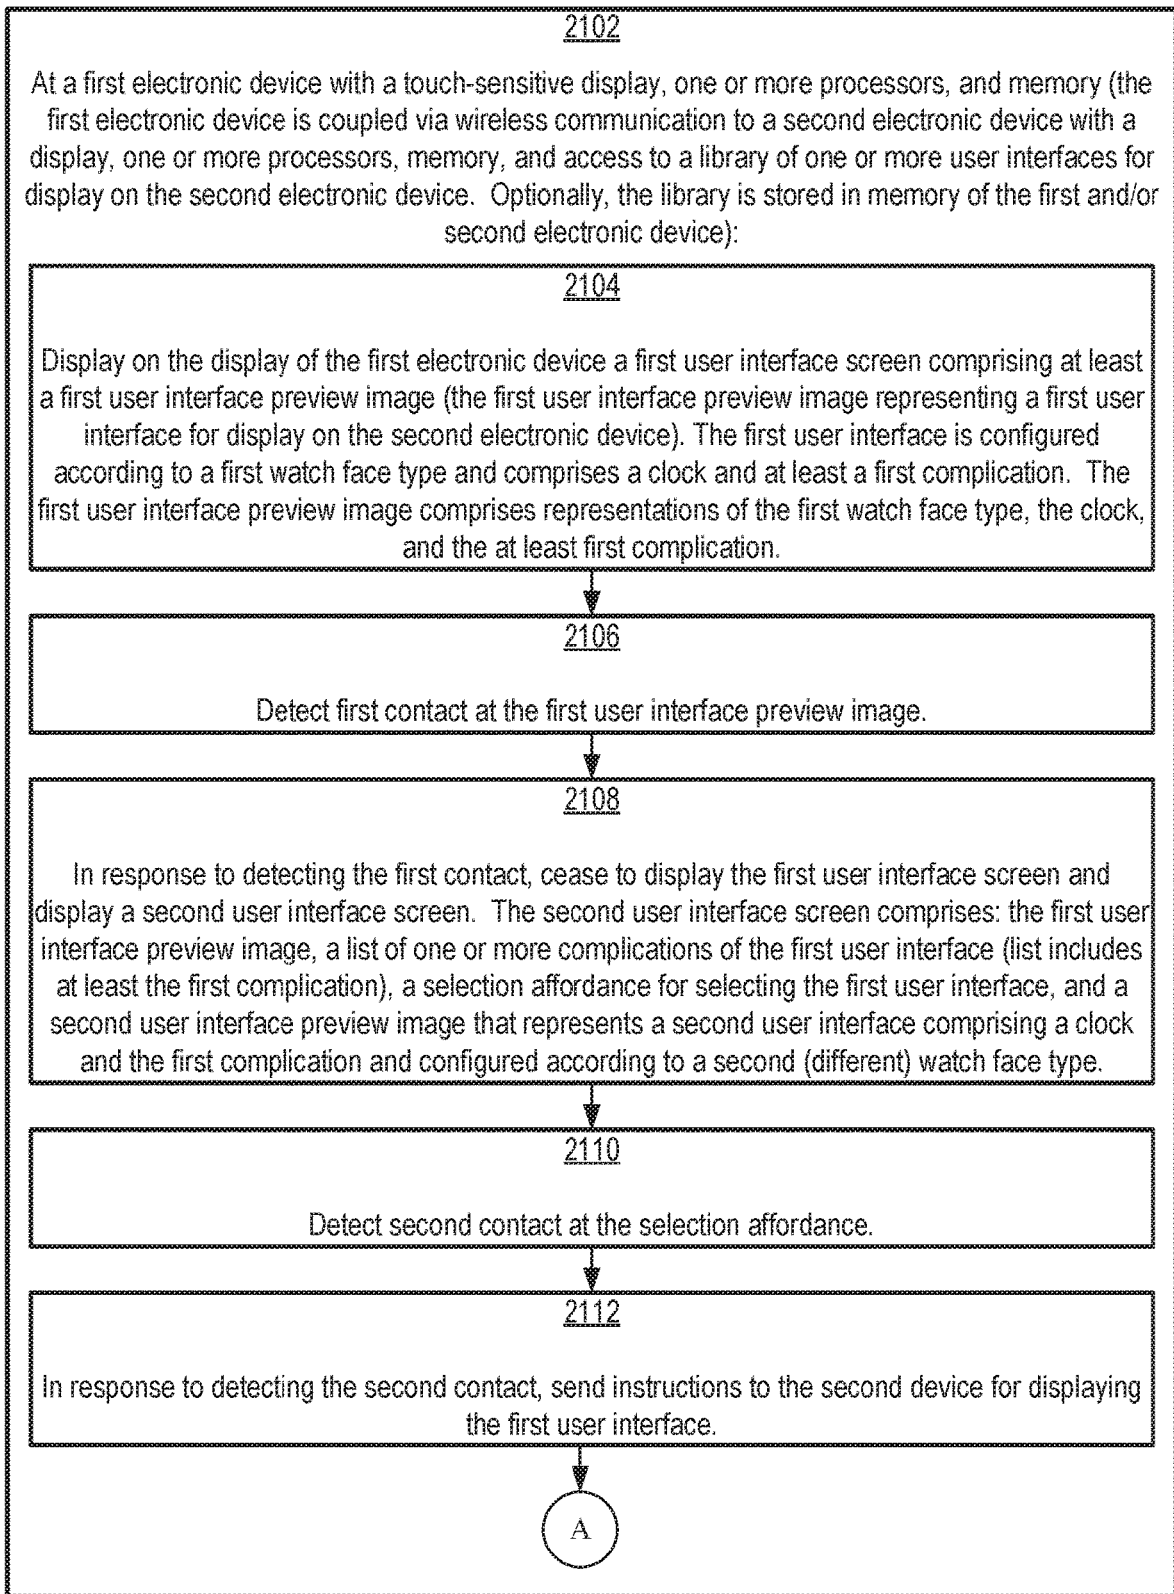 2102
At a first electronic device with a touch-sensitive display, one or more processors, and memory (the
first electronic device is coupled via wireless communication to a second electronic device with a
display, one or more processors, memory, and access to a library of one or more user interfaces for
display on the second electronic device. Optionally, the library is stored in memory of the first and/or
second electronic device):
2104
Display on the display of the first electronic device a first user interface screen comprising at least
a first user interface preview image (the first user interface preview image representing a first user
interface for display on the second electronic device). The first user interface is configured
according to a first watch face type and comprises a clock and at least a first complication. The
first user interface preview image comprises representations of the first watch face type, the clock,
and the at least first complication.
2106
Detect first contact at the first user interface preview image.
2108
In response to detecting the first contact, cease to display the first user interface screen and
display a second user interface screen. The second user interface screen comprises: the first user
interface preview image, a list of one or more complications of the first user interface (list includes
at least the first complication), a selection affordance for selecting the first user interface, and a
second user interface preview image that represents a second user interface comprising a clock
and the first complication and configured according to a second (different) watch face type.
2110
Detect second contact at the selection affordance.
2112
In response to detecting the second contact, send instructions to the second device for displaying
the first user interface.
A